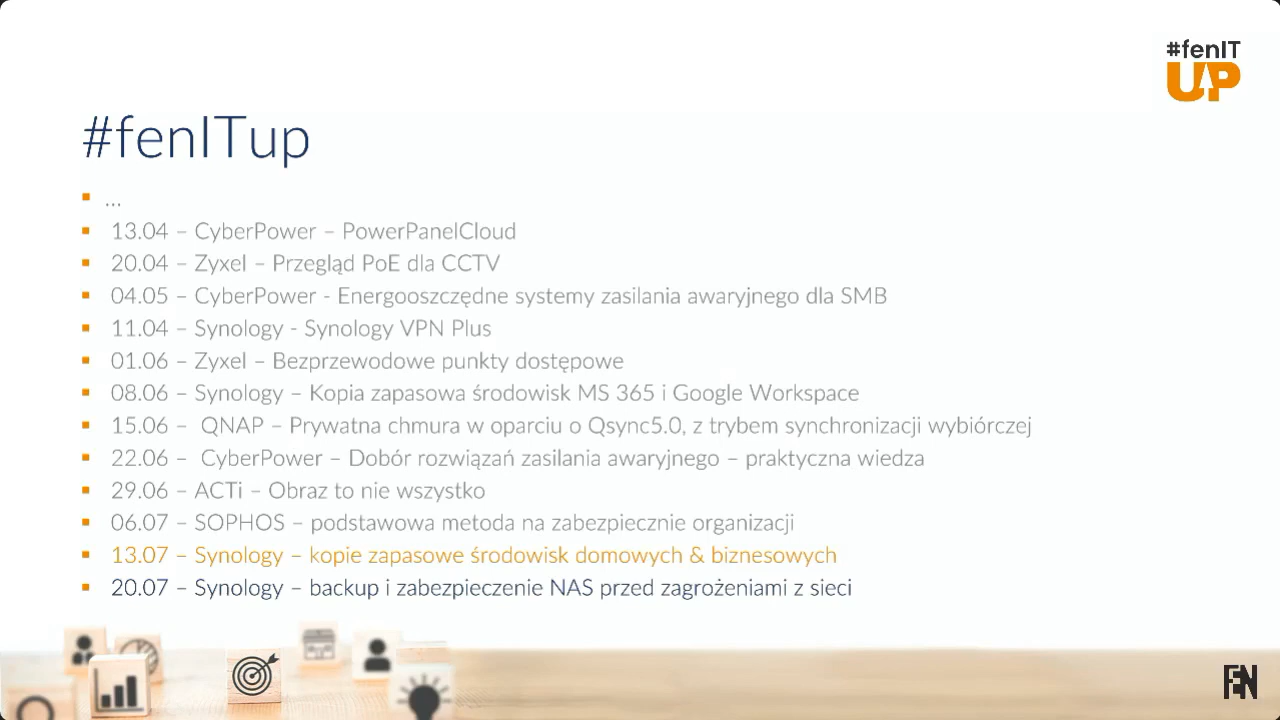 #fenIT
UP
#fenITup
...
13.04 – CyberPower – PowerPanelCloud
20.04 – Zyxel – Przegląd PoE dla CCTV
04.05 – CyberPower - Energooszczędne systemy zasilania awaryjnego dla SMB
11.04 – Synology - Synology VPN Plus
01.06 – Zyxel – Bezprzewodowe punkty dostępowe
08.06 – Synology – Kopia zapasowa środowisk MS 365 i Google Workspace
15.06 – QNAP – Prywatna chmura w oparciu o Qsync5.0, z trybem synchronizacji wybiórczej
22.06 – CyberPower – Dobór rozwiązań zasilania awaryjnego – praktyczna wiedza
29.06 – ACTi – Obraz to nie wszystko
06.07 – SOPHOS – podstawowa metoda na zabezpiecznie organizacji
13.07 – Synology – kopie zapasowe środowisk domowych & biznesowych
20.07 – Synology – backup i zabezpieczenie NAS przed zagrożeniami z sieci
FEN